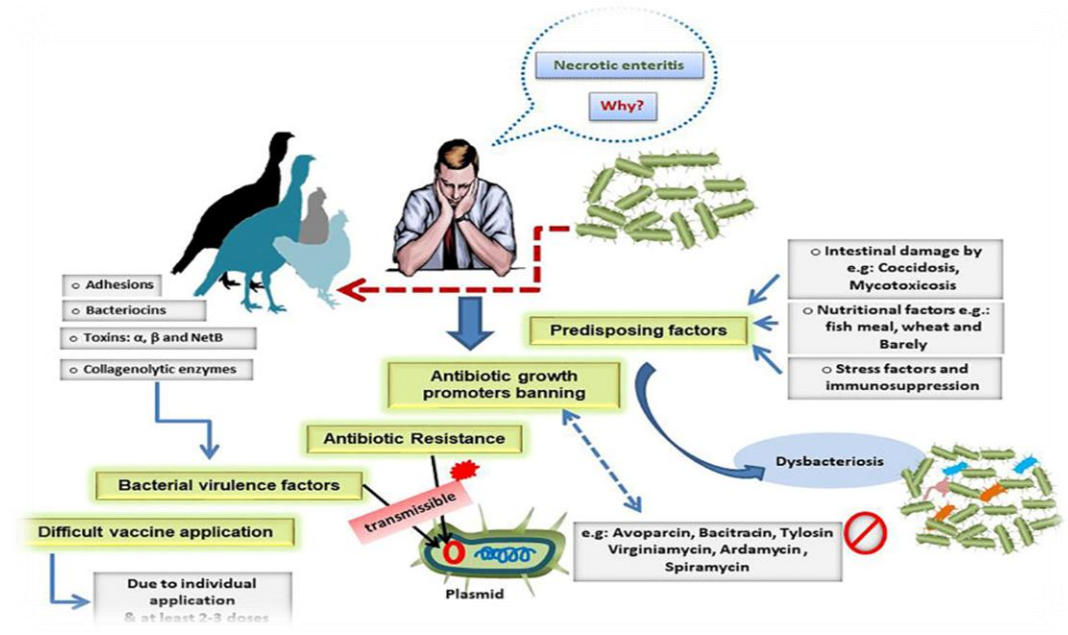 Necrotic enteritis
Why?
o Intestinal damage by
e.g: Coccidosis,
Mycotoxicosis
o Nutritional factors e.g.:
fish meal, wheat and
Barely
o Stress factors and
immunosuppression
Predisposing factors
o Adhesions
o Bacteriocins
o Toxins: α, β and NetB
o Collagenolytic enzymes
Antibiotic growth
promoters banning
Antibiotic Resistance
Dysbacteriosis
Bacterial virulence factors
transmissible
Difficult vaccine application
e.g: Avoparcin, Bacitracin, Tylosin
Virginiamycin, Ardamycin,
Spiramycin
Plasmid
Due to individual
application
& at least 2-3 doses